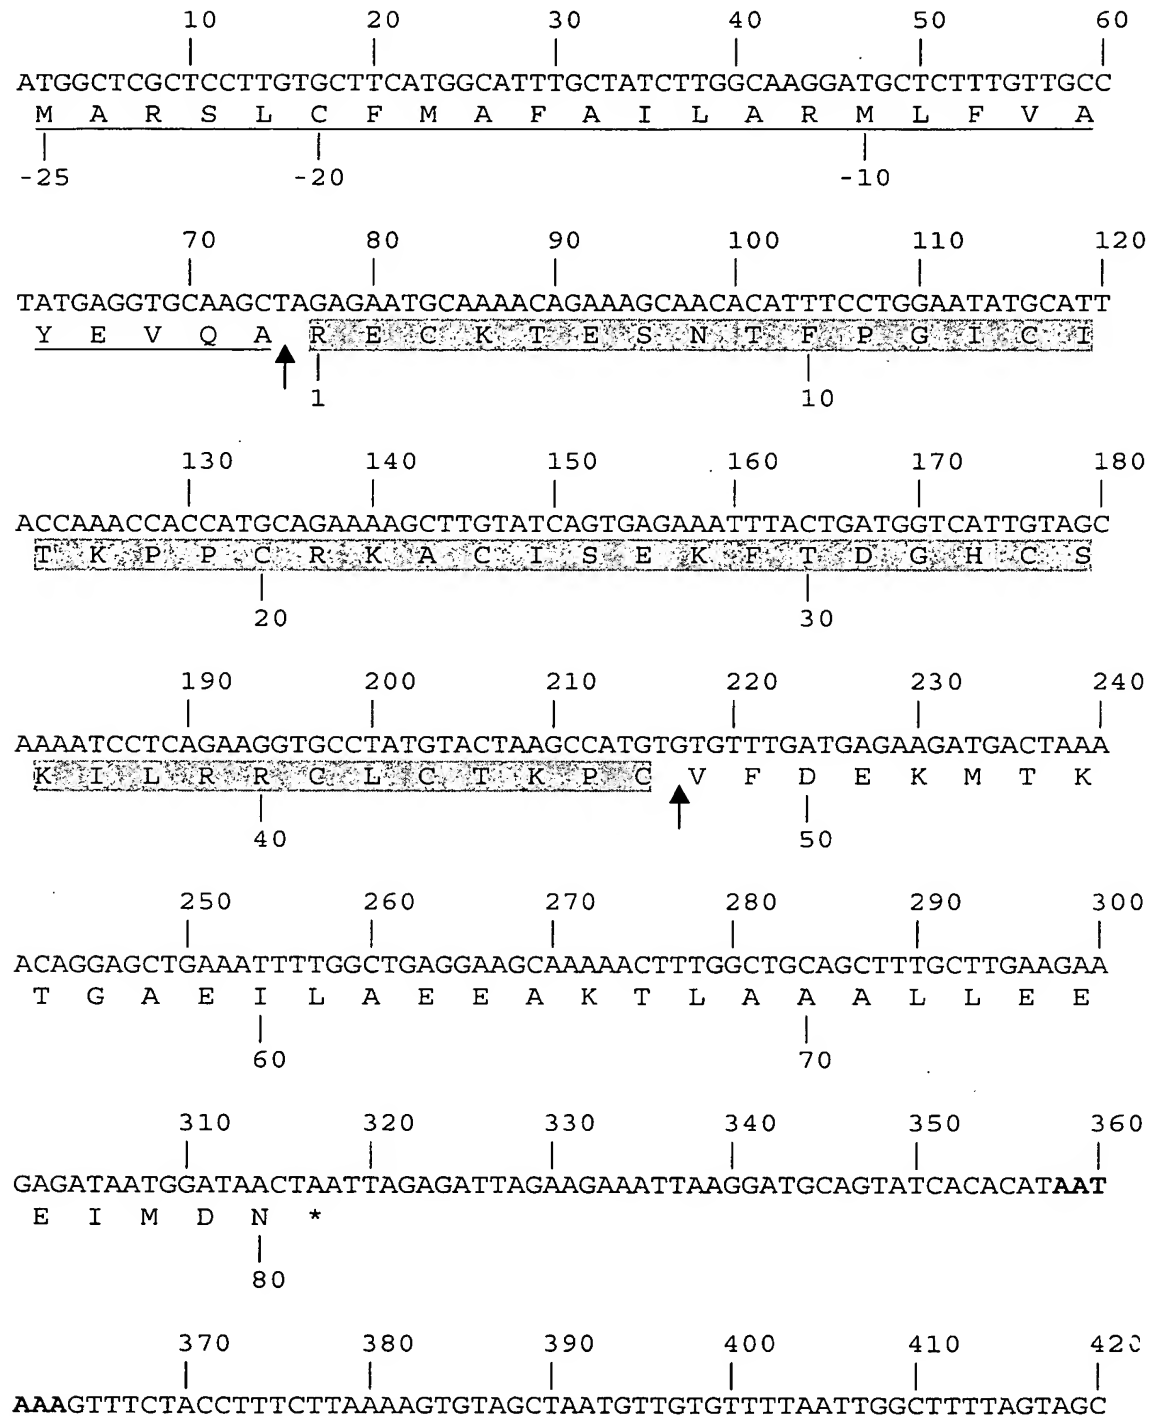 10 20 30 40 50 60
ATGGCTCGCTCCTTGTGCTTCATGGCATTTGCTATCTTGGCAAGGATGCTCTTTGTTGCC
M A R S L C F M A F A I L A R M L F V A
-25 -20 -10
70 80 90 100 110 120
TATGAGGTGCAAGCTAGAGAATGCAAAACAGAAAGCAACACATTTCCTGGAATATGCATT
Y E V Q A R E C K T E S N T F P G I C I
1 10
130 140 150 160 170 180
ACCAAACCACCATGCAGAAAAGCTTGTATCAGTGAGAAATTTACTGATGGTCATTGTAGC
T K P P C R K A C I S E K F T D G H C S
20 30
190 200 210 220 230 240
AAAATCCTCAGAAGGTGCCTATGTACTAAGCCATGTGTGTTTGATGAGAAGATGACTAAA
K I L R R C L C T K P C V F D E K M T K
40 50
250 260 270 280 290 300
ACAGGAGCTGAAATTTTGGCTGAGGAAGCAAAAACTTTGGCTGCAGCTTTGCTTGAAGAA
T G A E I L A E E A K T L A A A L L E E
60 70
310 320 330 340 350 360
GAGATAATGGATAACTAATTAGAGATTAGAAGAAATTAAGGATGCAGTATCACACATAAT
E I M D N *
80
370 380 390 400 410 420
AAAGTTTCTACCTTTCTTAAAAGTGTAGCTAATGTTGTGTTTTAATTGGCTTTTAGTAGC